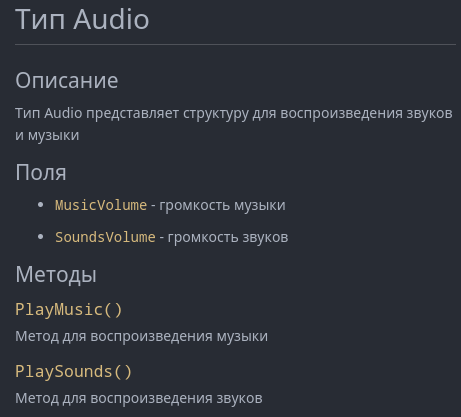 Тип Audio
Описание
Тип Audio представляет структуру для воспроизведения звуков
и музыки
Поля
• MusicVolume - громкость музыки
• SoundsVolume - громкость звуков
Методы
PlayMusic()
Метод для воспроизведения музыки
PlaySounds()
Метод для воспроизведения звуков